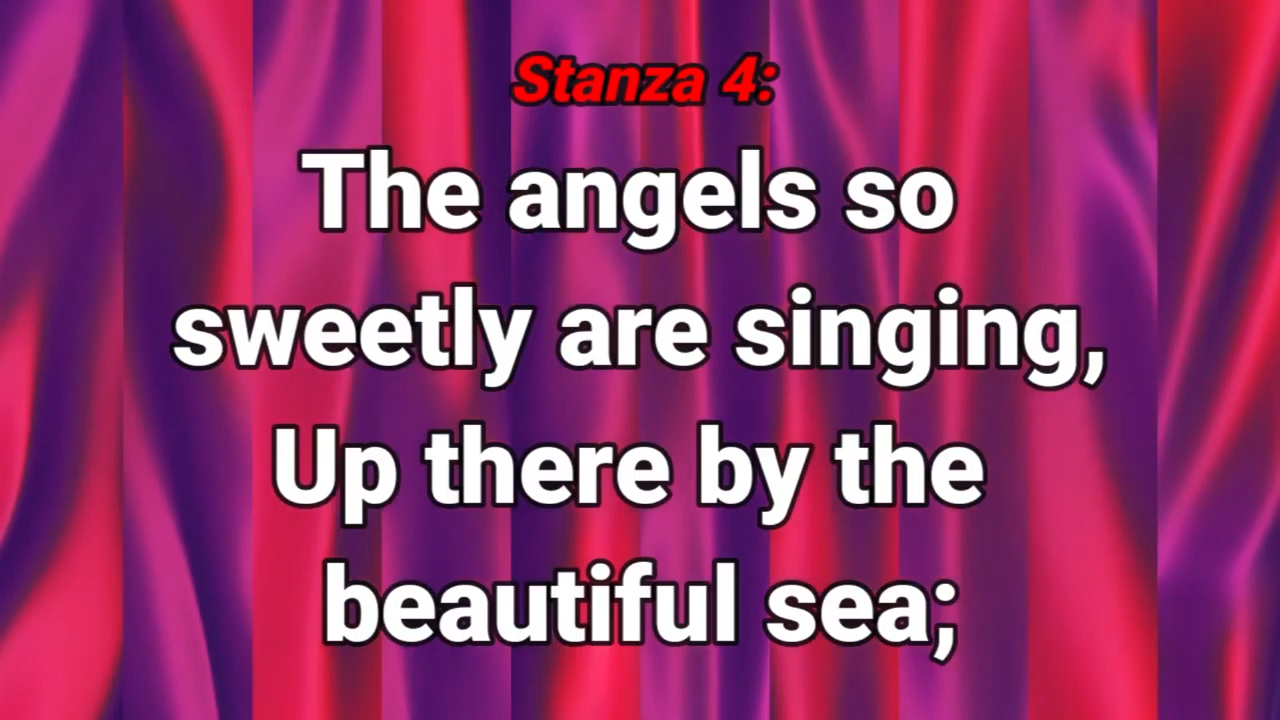 Stanza 4:
The angels so
sweetly are singing,
Up there by the
beautiful sea;